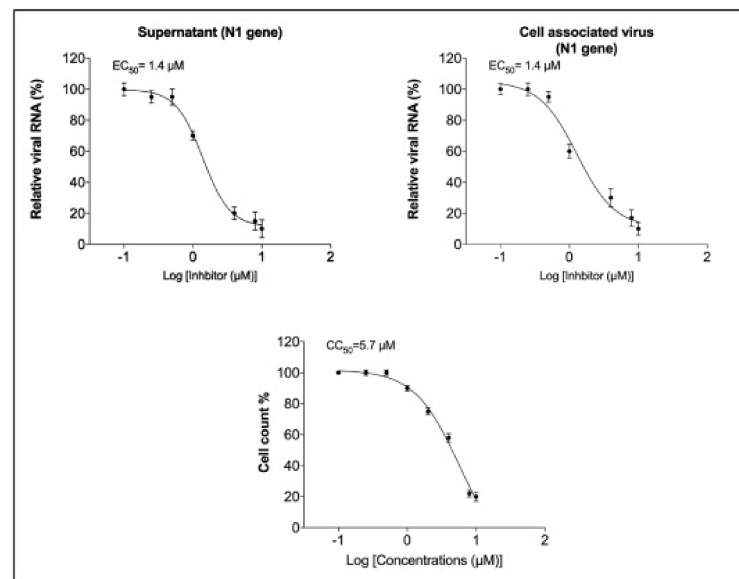 Supernatant (N1 gene)
EC50= 1.4 µM
Relative viral RNA (%)
120
100
80
60
40
20
0
-1
0
1
2
Log [Inhbitor (µM)]
Cell associated virus
(N1 gene)
EC50= 1.4 µM
Relative viral RNA (%)
120
100
80
60
40
20
0
-1
0
1
2
Log [Inhbitor (µM)]
CC50=5.7 µM
Cell count %
120
100
80
60
40
20
0
-1
0
1
2
Log [Concentrations (µM)]